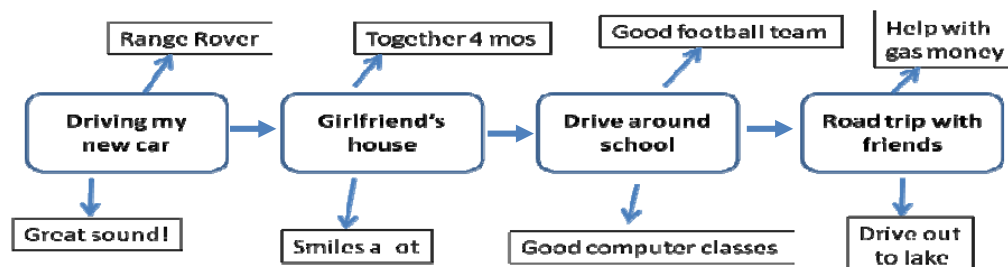 Range Rover
Together 4 mos
Good football team
Help with
gas money
Driving my
new car
Girlfriend's
house
Drive around
school
Road trip with
friends
Great sound!
Smiles a ot
Good computer classes
Drive out
to lake